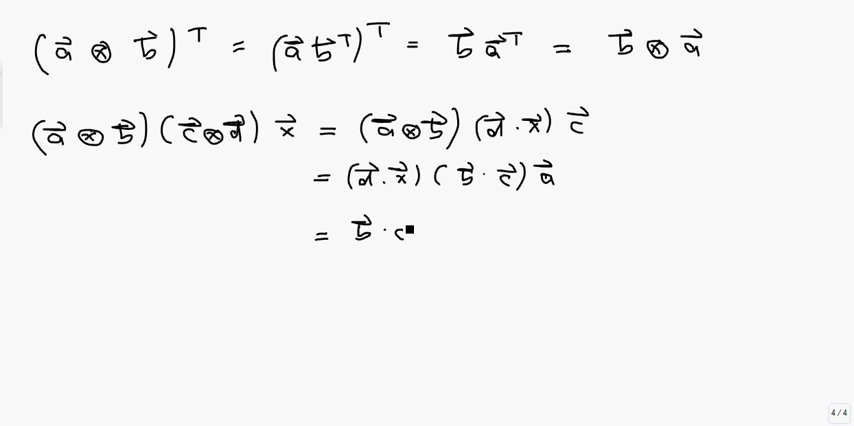 (a⃗ ⊗ b⃗)ᵀ = (a⃗ b⃗ᵀ)ᵀ = b⃗ a⃗ᵀ = b⃗ ⊗ a⃗
(a⃗ ⊗ b⃗)(c⃗ ⊗ d⃗) x⃗ = (a⃗ ⊗ b⃗)(d⃗ · x⃗) c⃗
= (d⃗ · x⃗)(b⃗ · c⃗) a⃗
= b⃗ · c
4/4